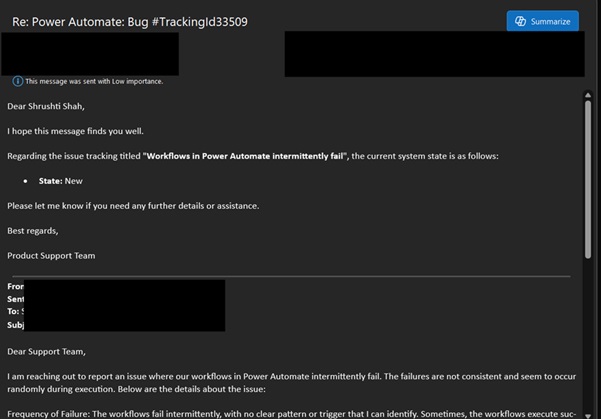 Re: Power Automate: Bug #TrackingId33509
Summarize
This message was sent with Low importance.
Dear Shrushti Shah,
I hope this message finds you well.
Regarding the issue tracking titled "Workflows in Power Automate intermittently fail", the current system state is as follows:
• State: New
Please let me know if you need any further details or assistance.
Best regards,
Product Support Team
Sent
To:
Subj
Dear Support Team,
I am reaching out to report an issue where our workflows in Power Automate intermittently fail. The failures are not consistent and seem to occur
randomly during execution. Below are the details about the issue:
Frequency of Failure: The workflows fail intermittently, with no clear pattern or trigger that I can identify. Sometimes, the workflows execute suc-